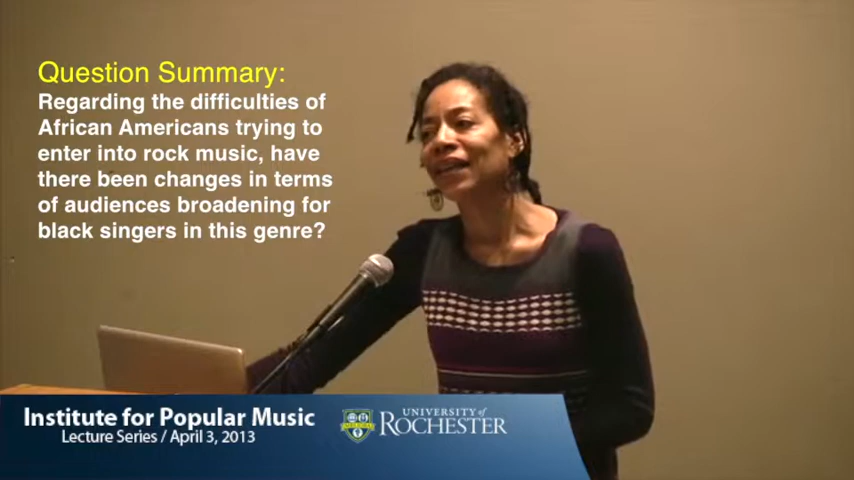 Question Summary:
Regarding the difficulties of
African Americans trying to
enter into rock music, have
there been changes in terms
of audiences broadening for
black singers in this genre?
Institute for Popular Music
Lecture Series / April 3, 2013
UNIVERSITY of
ROCHESTER